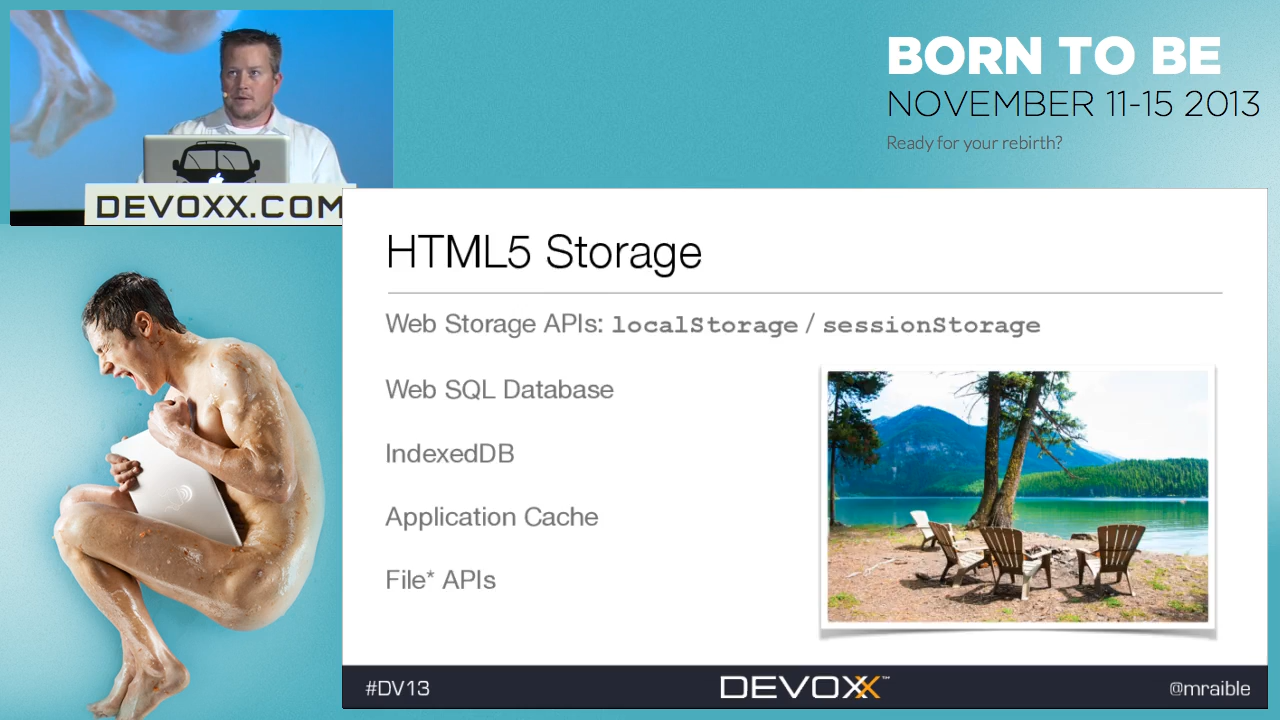 BORN TO BE
NOVEMBER 11-15 2013
Ready for your rebirth?
DEVOXX.COM
HTML5 Storage
Web Storage APIs: localStorage / sessionStorage
Web SQL Database
IndexedDB
Application Cache
File* APIs
#DV13
DEVOXX™
@mraible